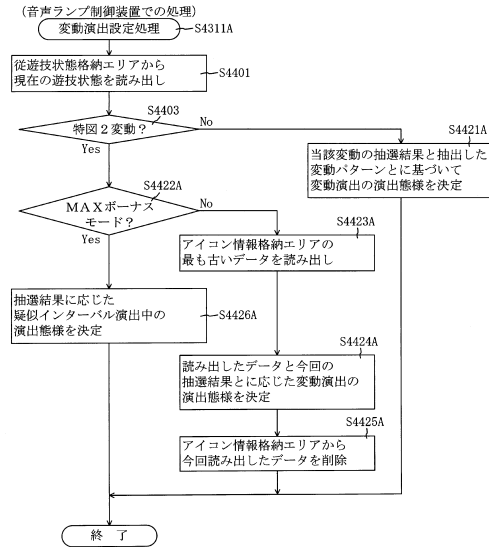 (音声ランプ制御装置での処理)
変動演出設定処理
S4311A
従遊技状態格納エリアから
現在の遊技状態を読み出し
S4401
S4403
特図2変動?
No
Yes
S4421A
当該変動の抽選結果と抽出した
変動パターンとに基づいて
変動演出の演出態様を決定
S4422A
MAXボーナス
モード?
No
Yes
S4423A
アイコン情報格納エリアの
最も古いデータを読み出し
抽選結果に応じた
疑似インターバル演出中の
演出態様を決定
S4426A
S4424A
読み出したデータと今回の
抽選結果とに応じた変動演出の
演出態様を決定
S4425A
アイコン情報格納エリアから
今回読み出したデータを削除
終 了